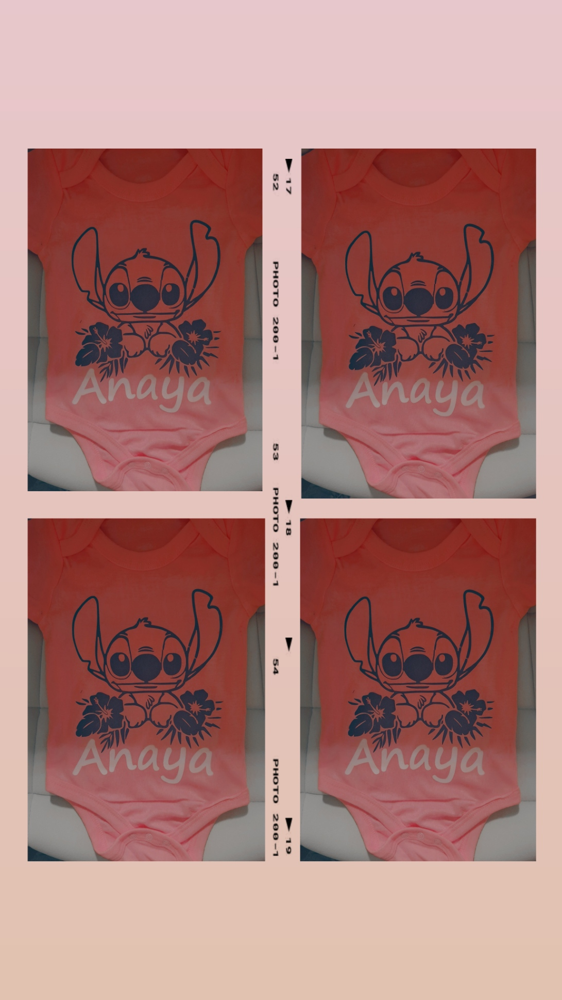 Anaya
Anaya
▶ 17
52
PHOTO 200-1
53
▶ 18
PHOTO 200-1
▶
54
PHOTO 200-1
▶ 19
Anaya
Anaya